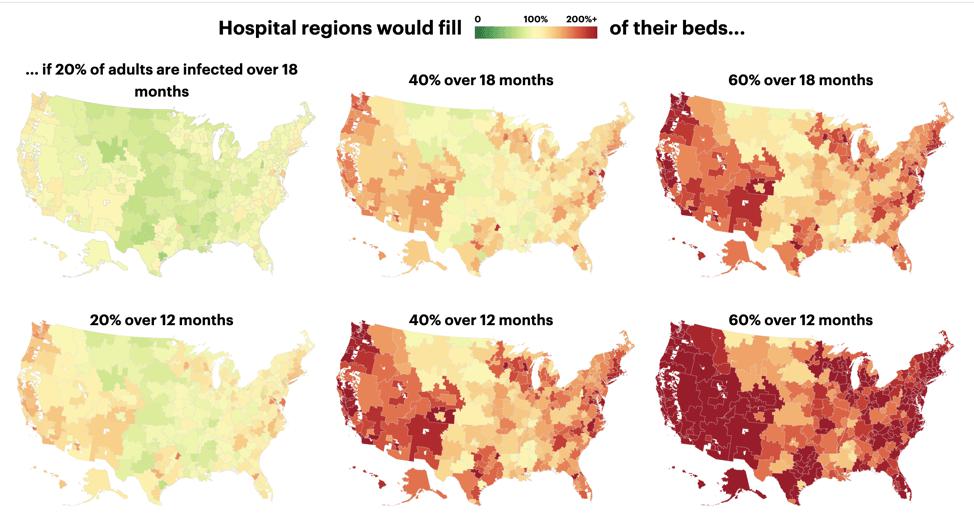 Hospital regions would fill 0 100% 200%+ of their beds...
... if 20% of adults are infected over 18
months
40% over 18 months
60% over 18 months
20% over 12 months
40% over 12 months
60% over 12 months